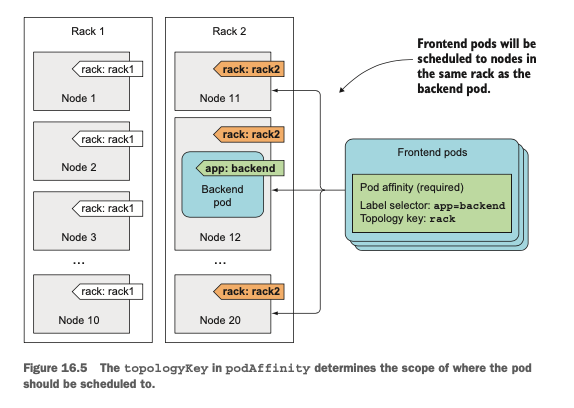 Rack 1
rack: rack1
Node 1
rack: rack1
Node 2
rack: rack1
Node 3
...
rack: rack1
Node 10
Rack 2
rack: rack2
Node 11
rack: rack2
app: backend
Backend
pod
Node 12
...
rack: rack2
Node 20
Frontend pods will be
scheduled to nodes in
the same rack as the
backend pod.
Frontend pods
Pod affinity (required)
Label selector: app=backend
Topology key: rack
Figure 16.5 The topologyKey in podAffinity determines the scope of where the pod
should be scheduled to.